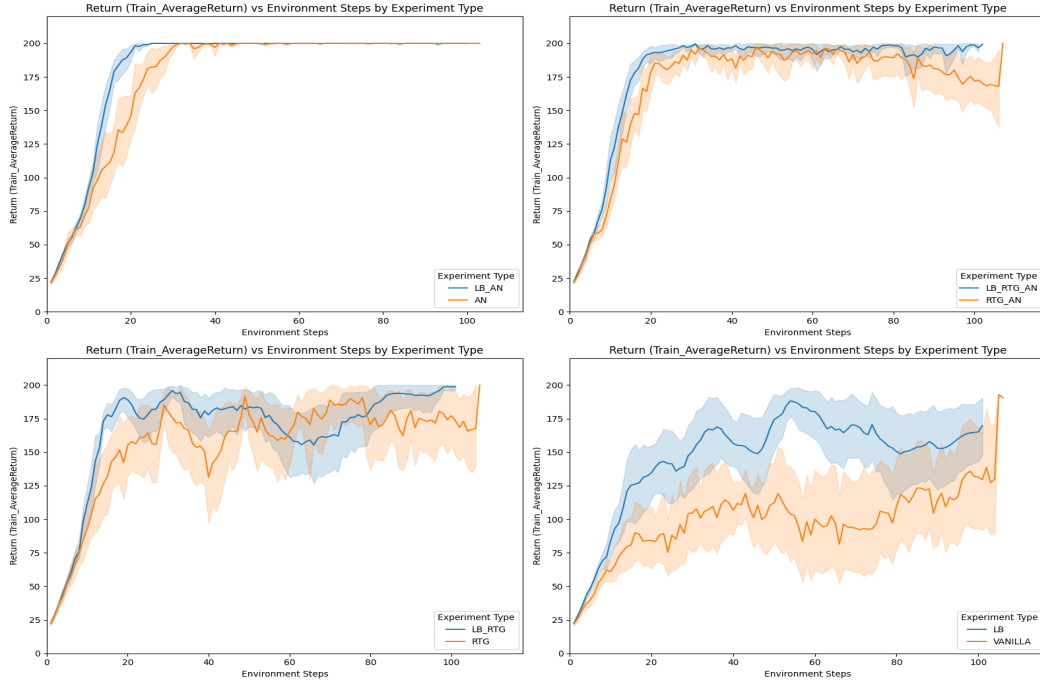 Return (Train_AverageReturn) vs Environment Steps by Experiment Type
Return (Train_AverageReturn)
200
175
150
125
100
75
50
25
0
0 20 40 60 80 100
Environment Steps
Experiment Type
LB_AN
AN
Return (Train_AverageReturn) vs Environment Steps by Experiment Type
Return (Train_AverageReturn)
200
175
150
125
100
75
50
25
0
0 20 40 60 80 100
Environment Steps
Experiment Type
LB_RTG_AN
RTG_AN
Return (Train_AverageReturn) vs Environment Steps by Experiment Type
Return (Train_AverageReturn)
200
175
150
125
100
75
50
25
0
0 20 40 60 80 100
Environment Steps
Experiment Type
LB_RTG
RTG
Return (Train_AverageReturn) vs Environment Steps by Experiment Type
Return (Train_AverageReturn)
200
175
150
125
100
75
50
25
0
0 20 40 60 80 100
Environment Steps
Experiment Type
LB
VANILLA